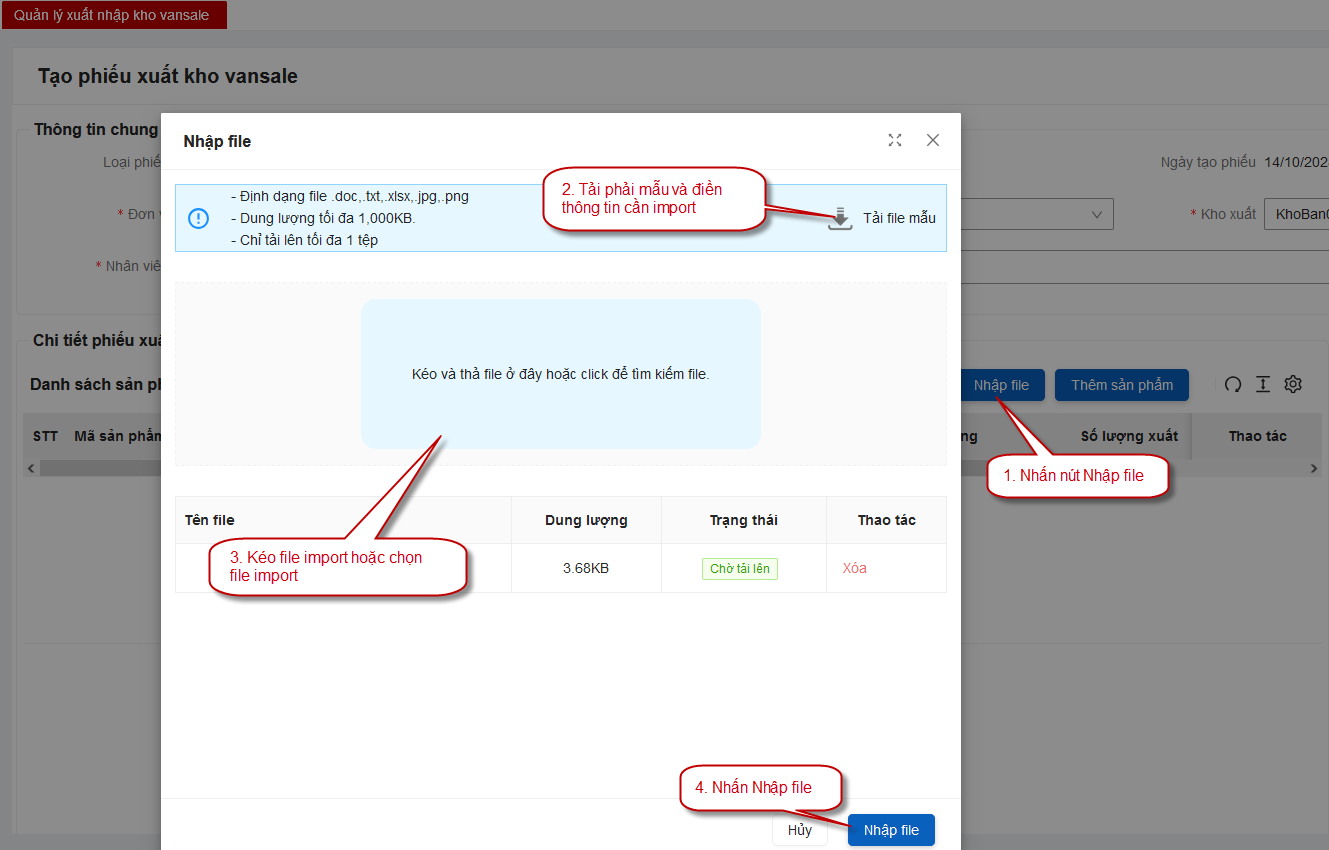 Quản lý xuất nhập kho vansale
Tạo phiếu xuất kho vansale
Thông tin chung
Loại phiế
Ngày tạo phiếu 14/10/202
* Đơn v
* Kho xuất KhoBan0
* Nhân viê
Chi tiết phiếu xuấ
Danh sách sản ph
Nhập file
Thêm sản phẩm
STT Mã sản phẩm
ng
Số lượng xuất
Thao tác
1. Nhấn nút Nhập file
Nhập file
- Định dạng file .doc,.txt,.xlsx,.jpg,.png
- Dung lượng tối đa 1,000KB.
- Chỉ tải lên tối đa 1 tệp
2. Tải phải mẫu và điền
thông tin cần import
Tải file mẫu
Kéo và thả file ở đây hoặc click để tìm kiếm file.
Tên file Dung lượng Trạng thái Thao tác
3. Kéo file import hoặc chọn
file import
3.68KB Chờ tải lên Xóa
4. Nhấn Nhập file
Hủy
Nhập file